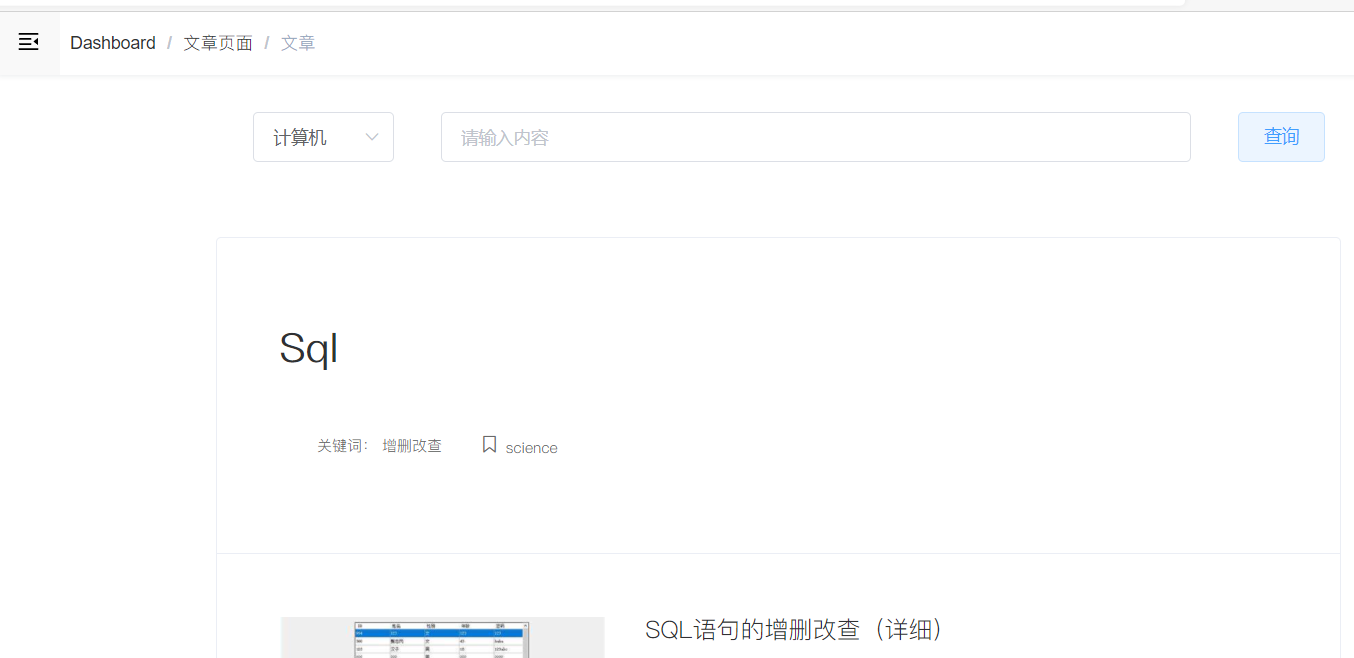 Dashboard / 文章页面 / 文章
计算机 请输入内容 查询
Sql
关键词： 增删改查 science
SQL语句的增删改查（详细）